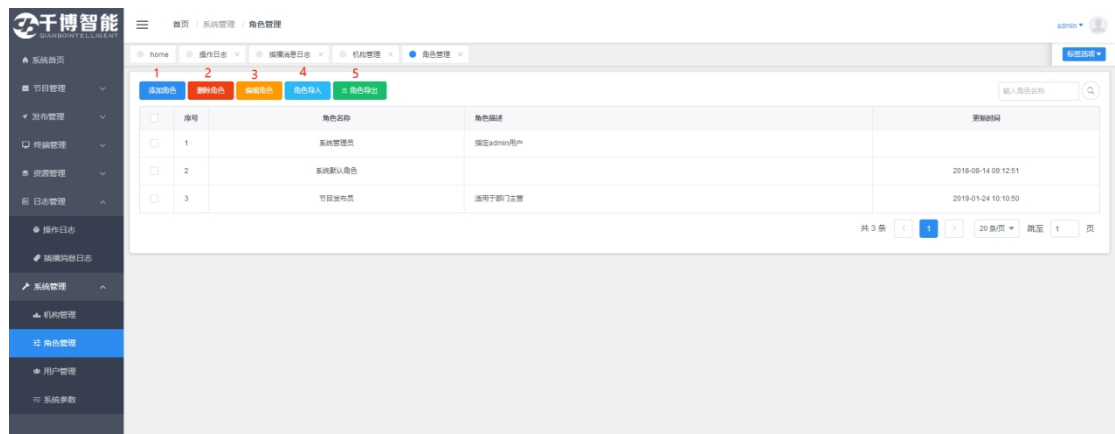 千博智能
QIANBOINTELLIGENT
首页 / 系统管理 / 角色管理
admin
home
操作日志 ×
插播消息日志 ×
机构管理 ×
角色管理 ×
标签选项
系统首页
节目管理
发布管理
终端管理
资源管理
日志管理
操作日志
插播消息日志
系统管理
机构管理
角色管理
用户管理
系统参数
1 2 3 4 5
添加角色 删除角色 编辑角色 角色导入 角色导出
输入角色名称
序号 角色名称 角色描述 更新时间
1 系统管理员 指定admin用户
2 系统默认角色 2018-08-14 09:12:51
3 节目发布员 适用于部门主管 2019-01-24 10:10:50
共 3 条 < 1 > 20 条/页 跳至 1 页